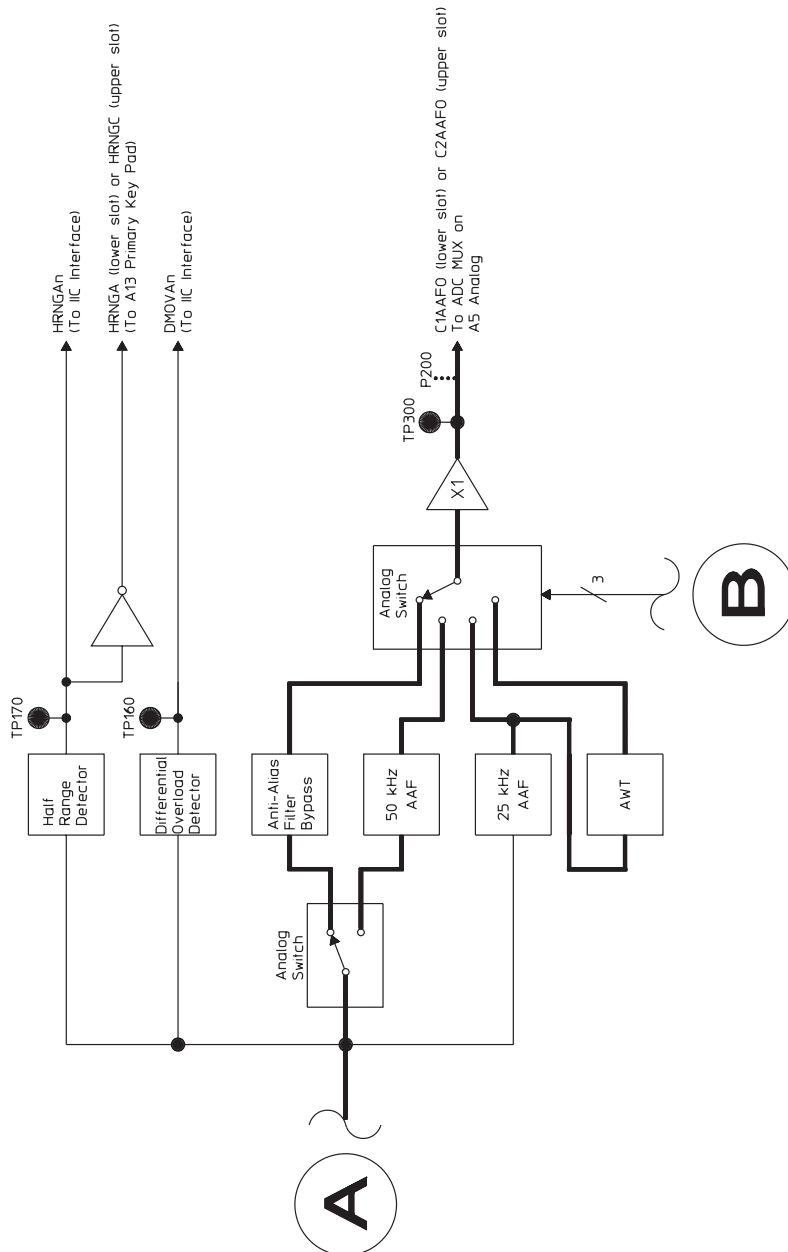 HRNGAn
(To IIC Interface)
HRNGA (lower slot) or HRNGC (upper slot)
(To A13 Primary Key Pad)
DMOVAn
(To IIC Interface)
TP170
Half
Range
Detector
TP160
Differential
Overload
Detector
C1AAFO (lower slot) or C2AAFO (upper slot)
To ADC MUX on
A5 Analog
P200
TP300
X1
Analog
Switch
3
B
Anti-Alias
Filter
Bypass
50 kHz
AAF
25 kHz
AAF
AWT
Analog
Switch
A